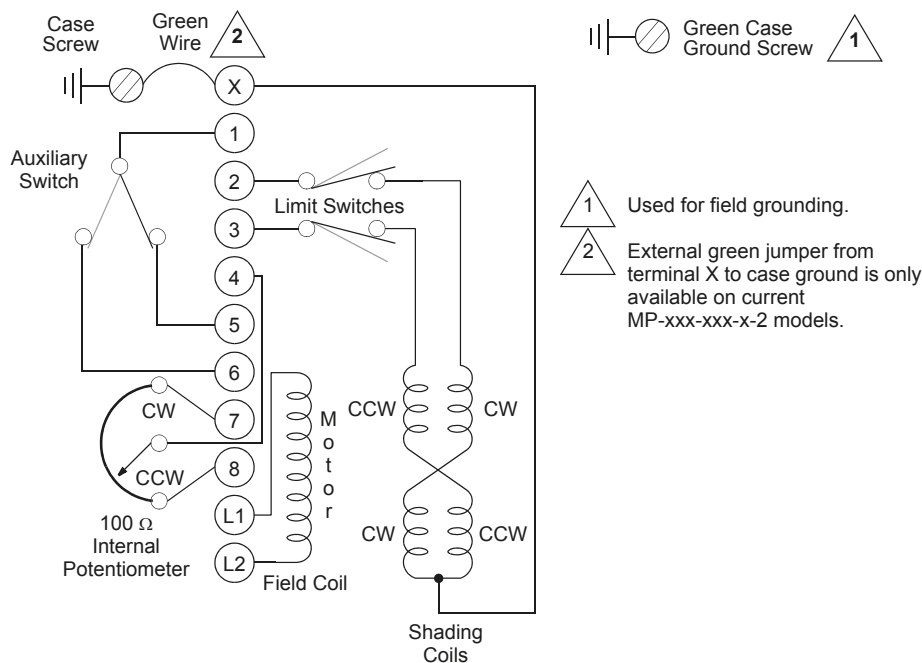 Case
Screw
Green
Wire
2
Green Case
Ground Screw
1
X
1
Auxiliary
Switch
2
Limit Switches
3
4
5
6
CW
7
CCW
8
100 Ω
Internal
Potentiometer
L1
L2
Motor
Field Coil
CCW
CW
CW
CCW
Shading
Coils
1
Used for field grounding.
2
External green jumper from
terminal X to case ground is only
available on current
MP-xxx-xxx-x-2 models.